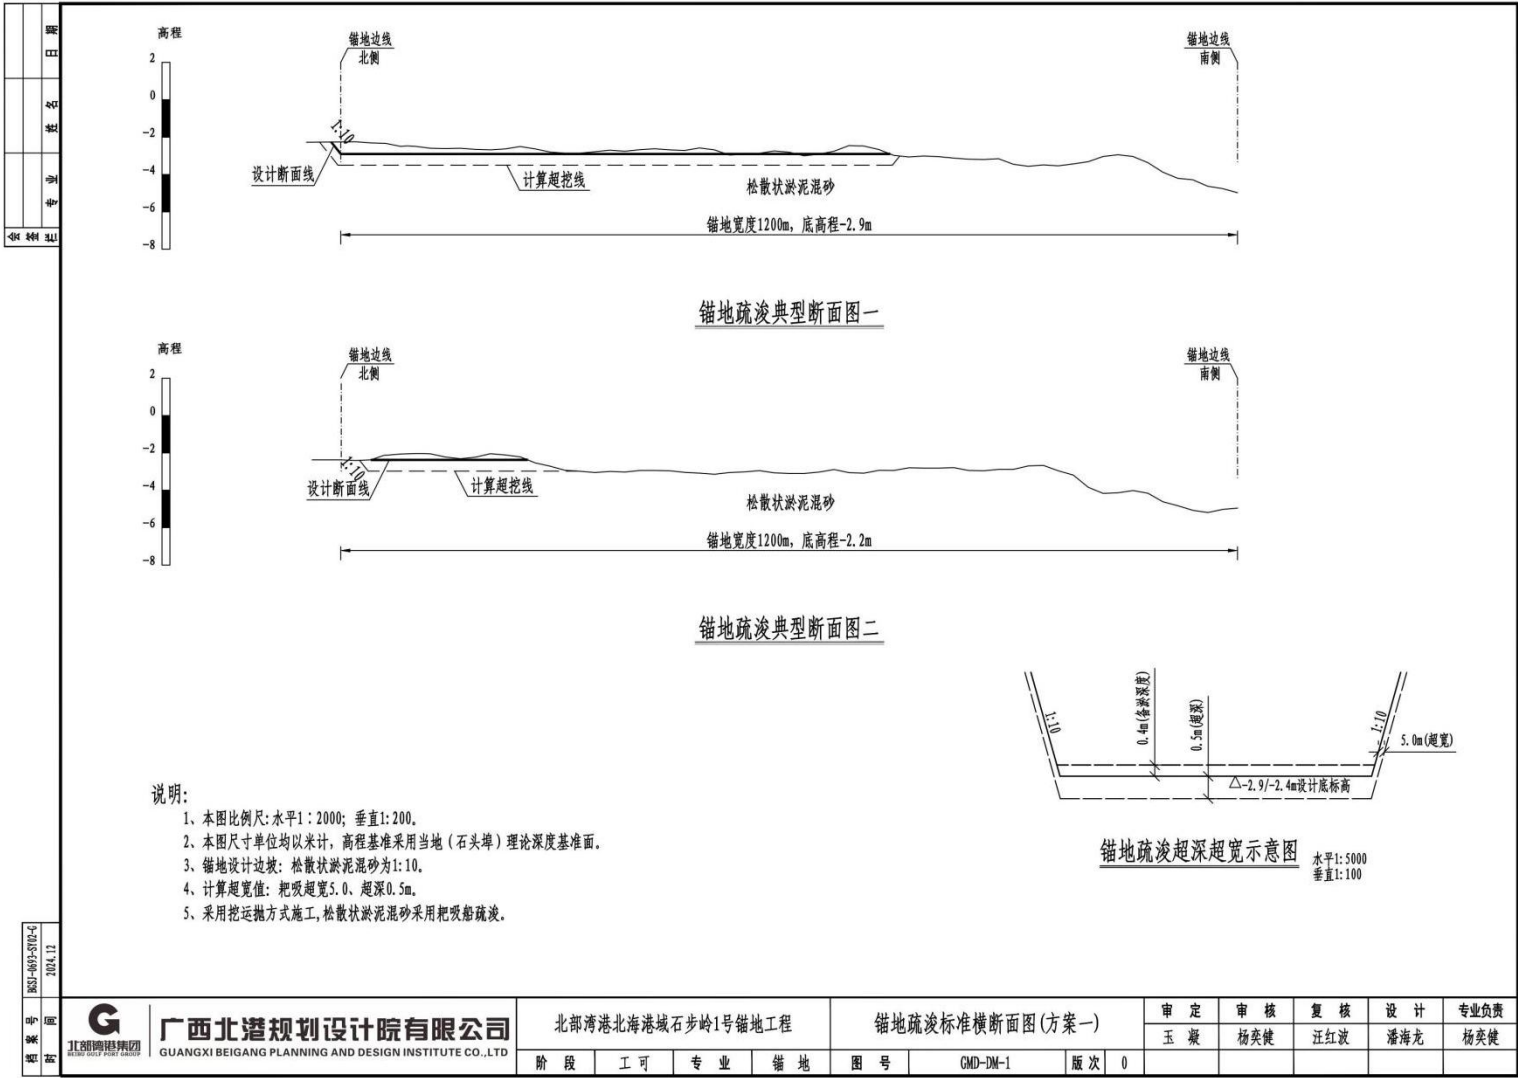 日 期
姓 名
专 业
会 签 栏
高程
2
0
-2
-4
-6
-8
锚地边线
北侧
锚地边线
南侧
1:10
设计断面线
计算超挖线
松散状淤泥混砂
锚地宽度1200m，底高程-2.9m
锚地疏浚典型断面图一
高程
2
0
-2
-4
-6
-8
锚地边线
北侧
锚地边线
南侧
1:10
设计断面线
计算超挖线
松散状淤泥混砂
锚地宽度1200m，底高程-2.2m
锚地疏浚典型断面图二
1:10
0.4m(备淤深度)
0.5m(超深)
1:10
5.0m(超宽)
-2.9/-2.4m设计底标高
锚地疏浚超深超宽示意图
水平1:5000
垂直1:100
说明:
1、本图比例尺:水平1：2000；垂直1:200。
2、本图尺寸单位均以米计，高程基准采用当地（石头埠）理论深度基准面。
3、锚地设计边坡：松散状淤泥混砂为1:10。
4、计算超宽值：耙吸超宽5.0、超深0.5m。
5、采用挖运抛方式施工,松散状淤泥混砂采用耙吸船疏浚。
档案号 BGSJ-0693-SY02-G
时 间 2024.12
北部湾港集团
BEIBU GULF PORT GROUP
广西北港规划设计院有限公司
GUANGXI BEIGANG PLANNING AND DESIGN INSTITUTE CO.,LTD
北部湾港北海港域石步岭1号锚地工程
锚地疏浚标准横断面图(方案一)
审 定 审 核 复 核 设 计 专业负责
玉 凝 杨奕健 汪红波 潘海龙 杨奕健
阶 段 工 可 专 业 锚 地 图 号 GMD-DM-1 版 次 0